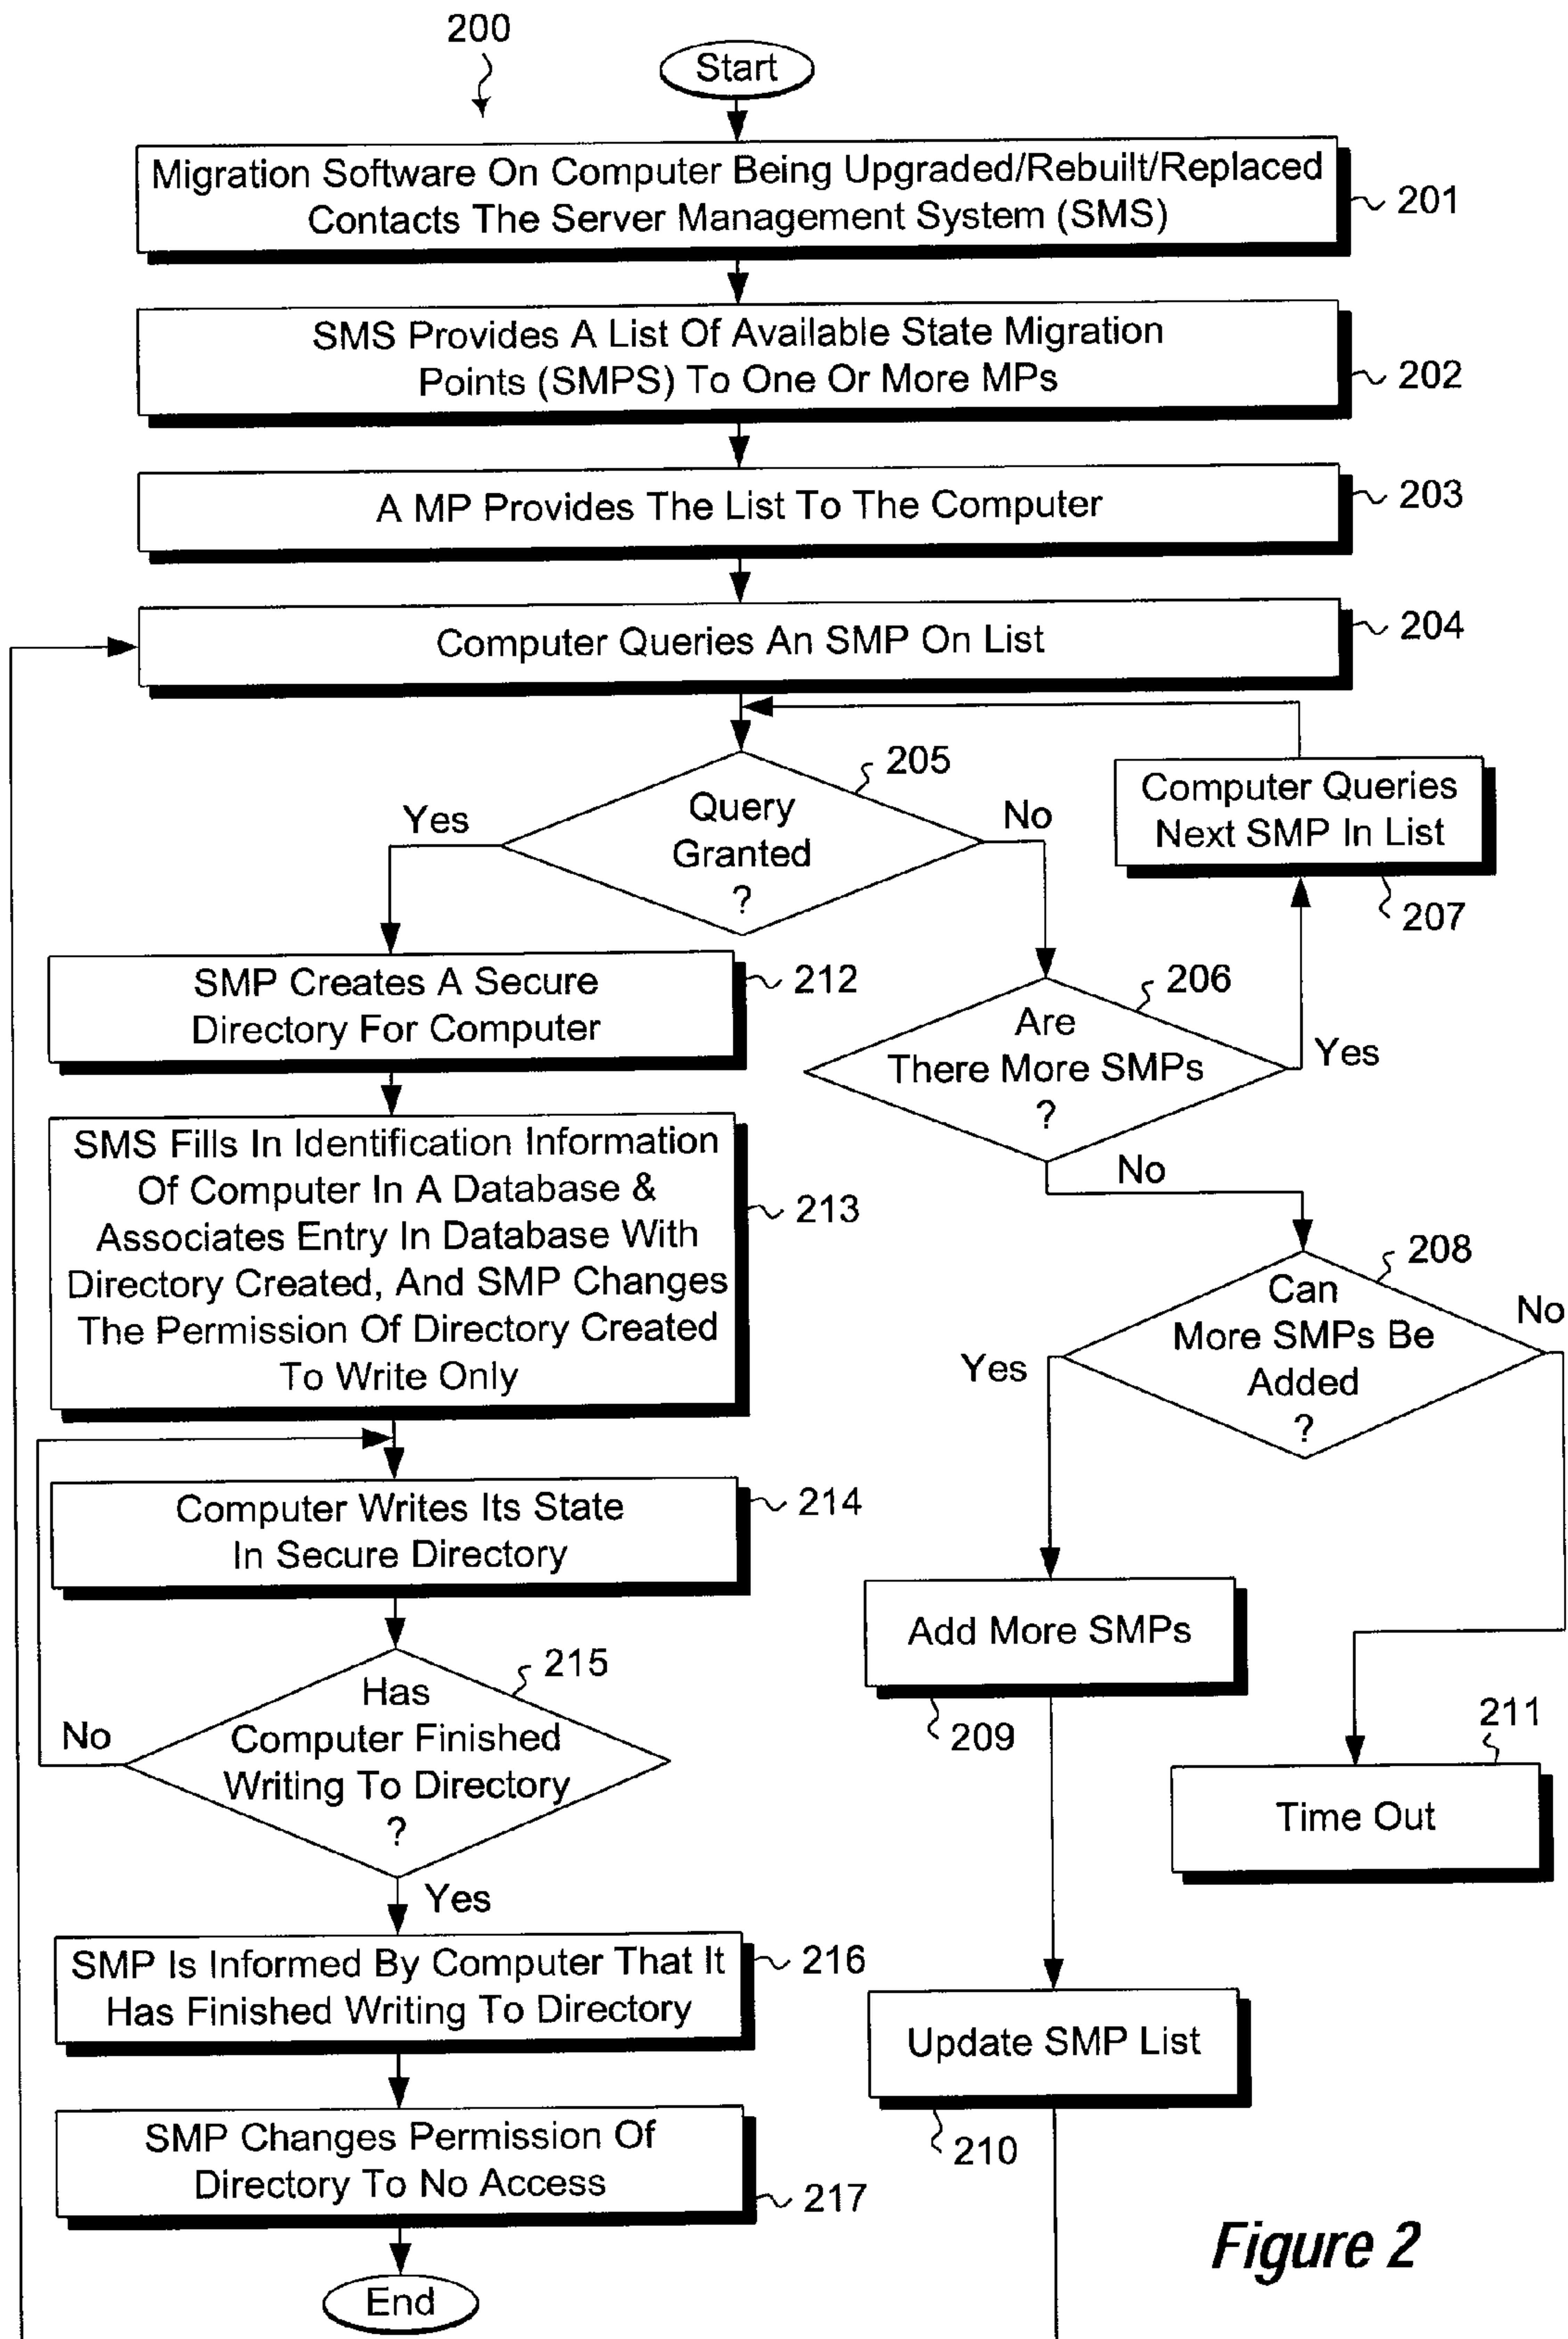 200
Start
Migration Software On Computer Being Upgraded/Rebuilt/Replaced
Contacts The Server Management System (SMS)
201
SMS Provides A List Of Available State Migration
Points (SMPS) To One Or More MPs
202
A MP Provides The List To The Computer
203
Computer Queries An SMP On List
204
205
Query
Granted
?
Yes
No
Computer Queries
Next SMP In List
207
SMP Creates A Secure
Directory For Computer
212
206
Are
There More SMPs
?
Yes
No
SMS Fills In Identification Information
Of Computer In A Database &
Associates Entry In Database With
Directory Created, And SMP Changes
The Permission Of Directory Created
To Write Only
213
208
Can
More SMPs Be
Added
?
Yes
No
Computer Writes Its State
In Secure Directory
214
Add More SMPs
209
215
Has
Computer Finished
Writing To Directory
?
No
Yes
211
Time Out
SMP Is Informed By Computer That It
Has Finished Writing To Directory
216
Update SMP List
210
SMP Changes Permission Of
Directory To No Access
217
End
Figure 2